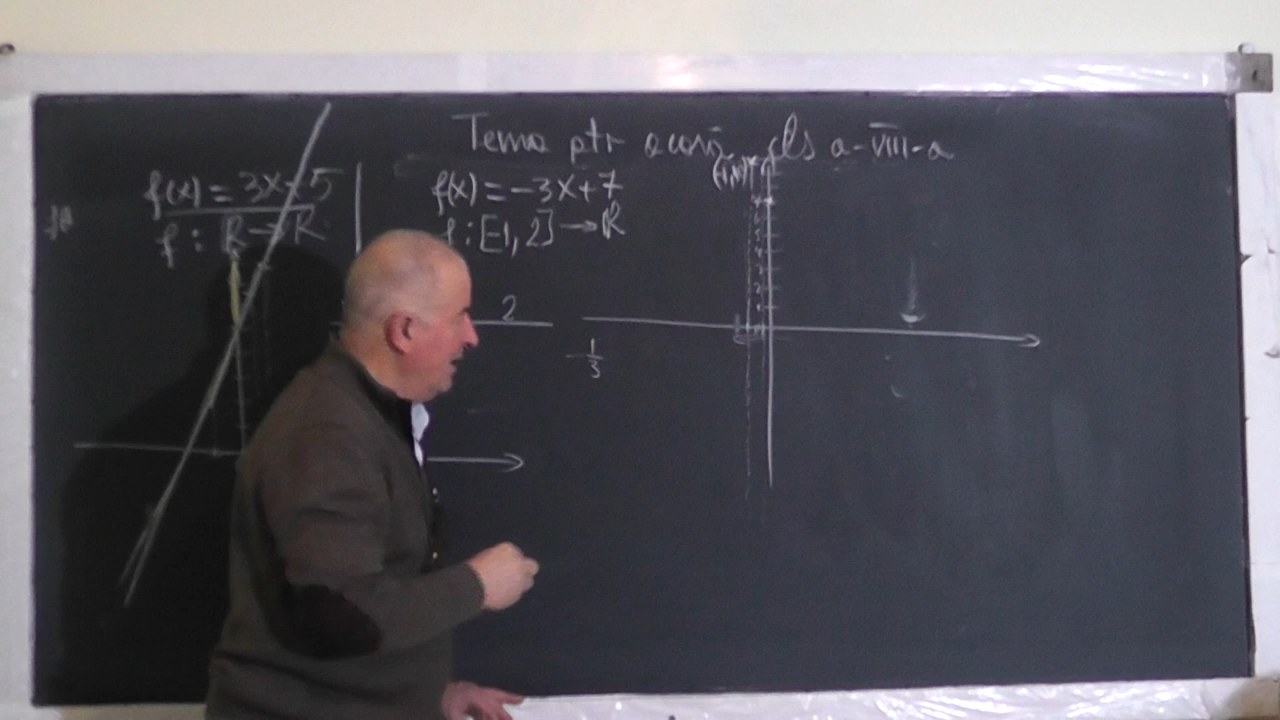 Tema ptr acasă cls a-VIII-a
f(x) = 3x+5
f: R→R
f(x) = -3x+7
f: [-1, 2] →R
2
-1/3